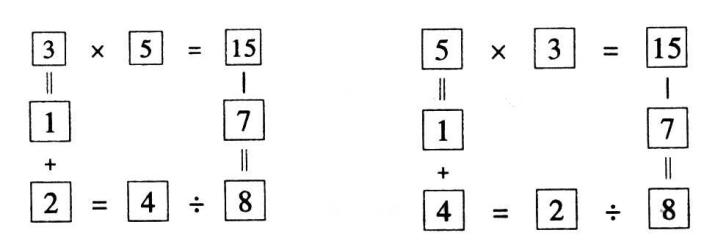 3 × 5 = 15 5 × 3 = 15
|| − || −
1 7 1 7
+ || + ||
2 = 4 ÷ 8 4 = 2 ÷ 8